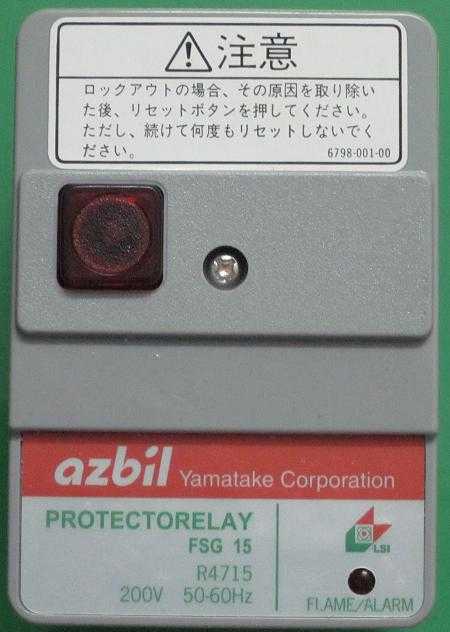 注意
ロックアウトの場合、その原因を取り除い
た後、リセットボタンを押してください。
ただし、続けて何度もリセットしないでく
ださい。
6798-001-00
azbil Yamatake Corporation
PROTECTORELAY
FSG 15
R4715
200V 50-60Hz
LSI
FLAME/ALARM